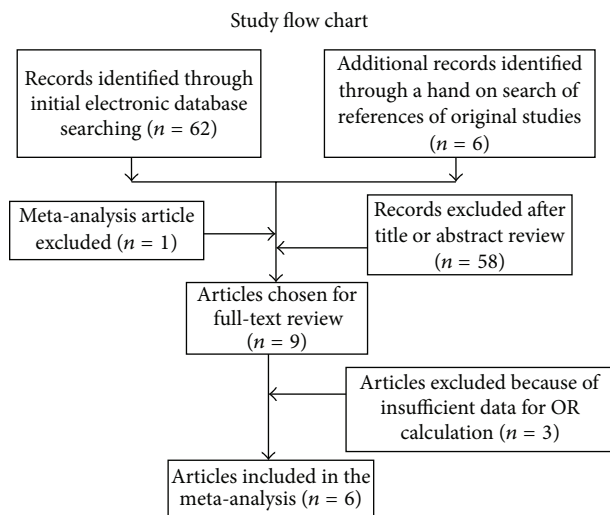 Study flow chart
Records identified through
initial electronic database
searching (n = 62)
Additional records identified
through a hand on search of
references of original studies
(n = 6)
Meta-analysis article
excluded (n = 1)
Records excluded after
title or abstract review
(n = 58)
Articles chosen for
full-text review
(n = 9)
Articles excluded because of
insufficient data for OR
calculation (n = 3)
Articles included in the
meta-analysis (n = 6)